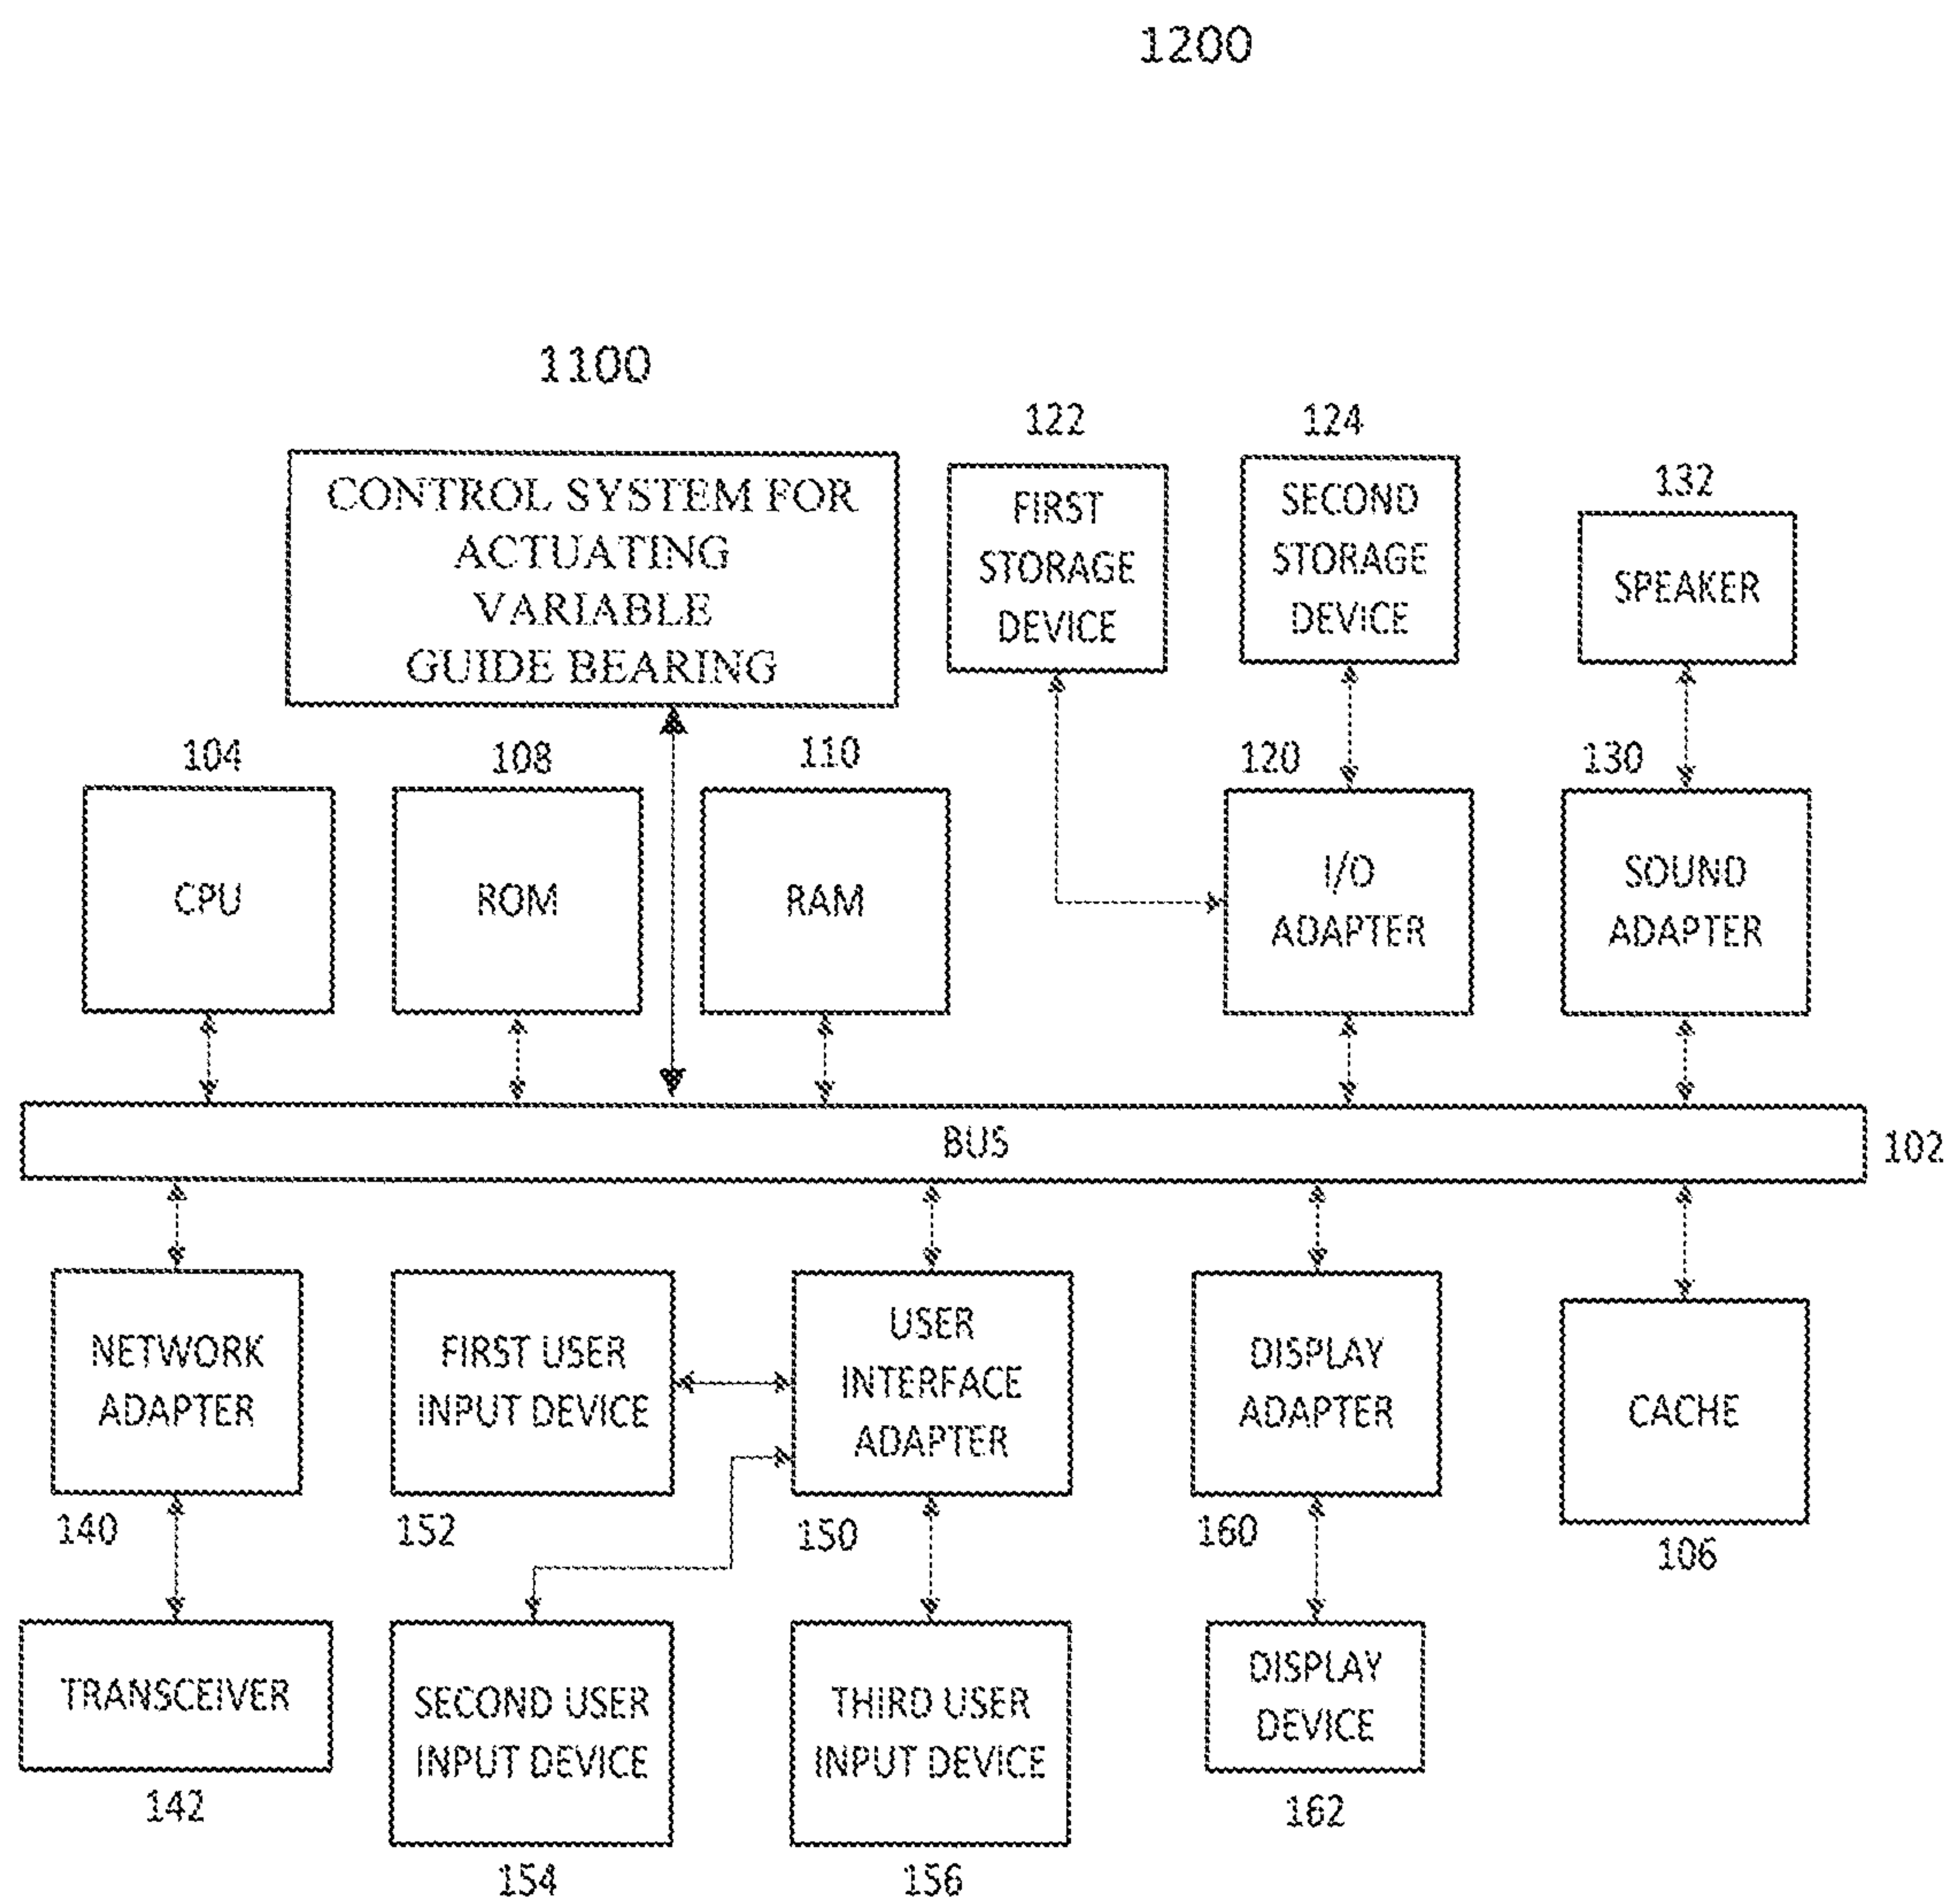 1200
1100
CONTROL SYSTEM FOR
ACTUATING
VARIABLE
GUIDE BEARING
122
FIRST
STORAGE
DEVICE
124
SECOND
STORAGE
DEVICE
132
SPEAKER
104
CPU
108
ROM
110
RAM
120
I/O
ADAPTER
130
SOUND
ADAPTER
BUS
102
NETWORK
ADAPTER
140
FIRST USER
INPUT DEVICE
152
USER
INTERFACE
ADAPTER
150
DISPLAY
ADAPTER
160
CACHE
106
TRANSCEIVER
142
SECOND USER
INPUT DEVICE
154
THIRD USER
INPUT DEVICE
156
DISPLAY
DEVICE
162